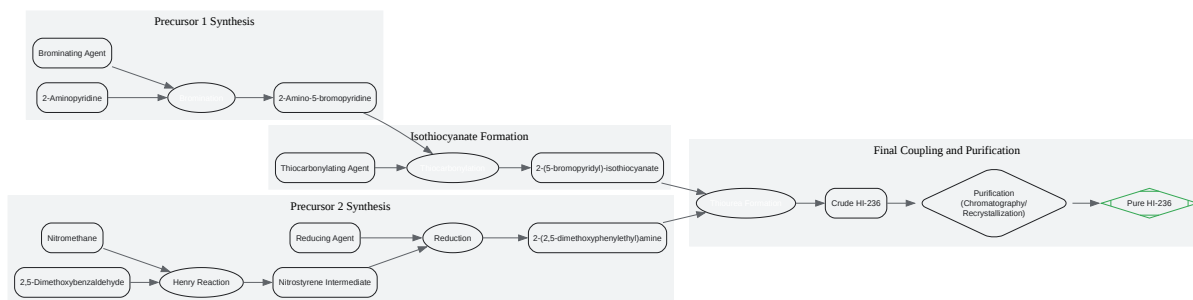 Precursor 1 Synthesis
Brominating Agent
2-Aminopyridine
2-Amino-5-bromopyridine
Isothiocyanate Formation
Thiocarbonylating Agent
2-(5-bromopyridyl)-isothiocyanate
Final Coupling and Purification
Crude HI-236
Purification
(Chromatography/
Recrystallization)
Pure HI-236
Precursor 2 Synthesis
Nitromethane
2,5-Dimethoxybenzaldehyde
Henry Reaction
Reducing Agent
Nitrostyrene Intermediate
Reduction
2-(2,5-dimethoxyphenylethyl)amine